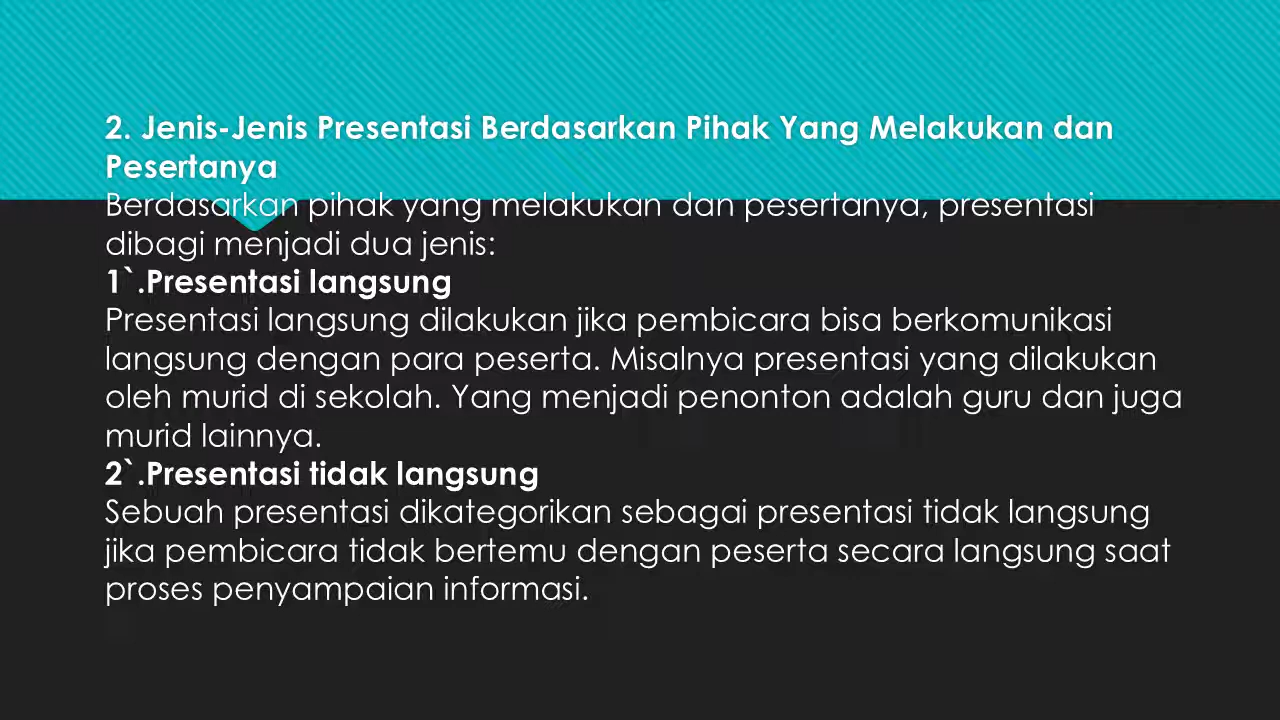 2. Jenis-Jenis Presentasi Berdasarkan Pihak Yang Melakukan dan
Pesertanya
Berdasarkan pihak yang melakukan dan pesertanya, presentasi
dibagi menjadi dua jenis:
1`.Presentasi langsung
Presentasi langsung dilakukan jika pembicara bisa berkomunikasi
langsung dengan para peserta. Misalnya presentasi yang dilakukan
oleh murid di sekolah. Yang menjadi penonton adalah guru dan juga
murid lainnya.
2`.Presentasi tidak langsung
Sebuah presentasi dikategorikan sebagai presentasi tidak langsung
jika pembicara tidak bertemu dengan peserta secara langsung saat
proses penyampaian informasi.